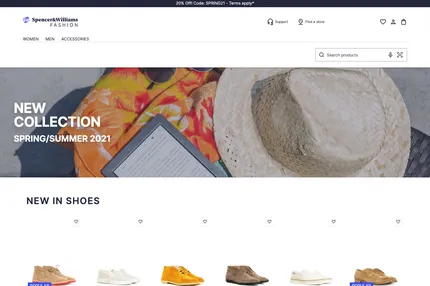 20% Off! Code: SPRING21 - Terms apply*
Spencer&Williams
FASHION
Support
Find a store
WOMEN
MEN
ACCESSORIES
Search products
NEW
COLLECTION
SPRING/SUMMER 2021
NEW IN SHOES